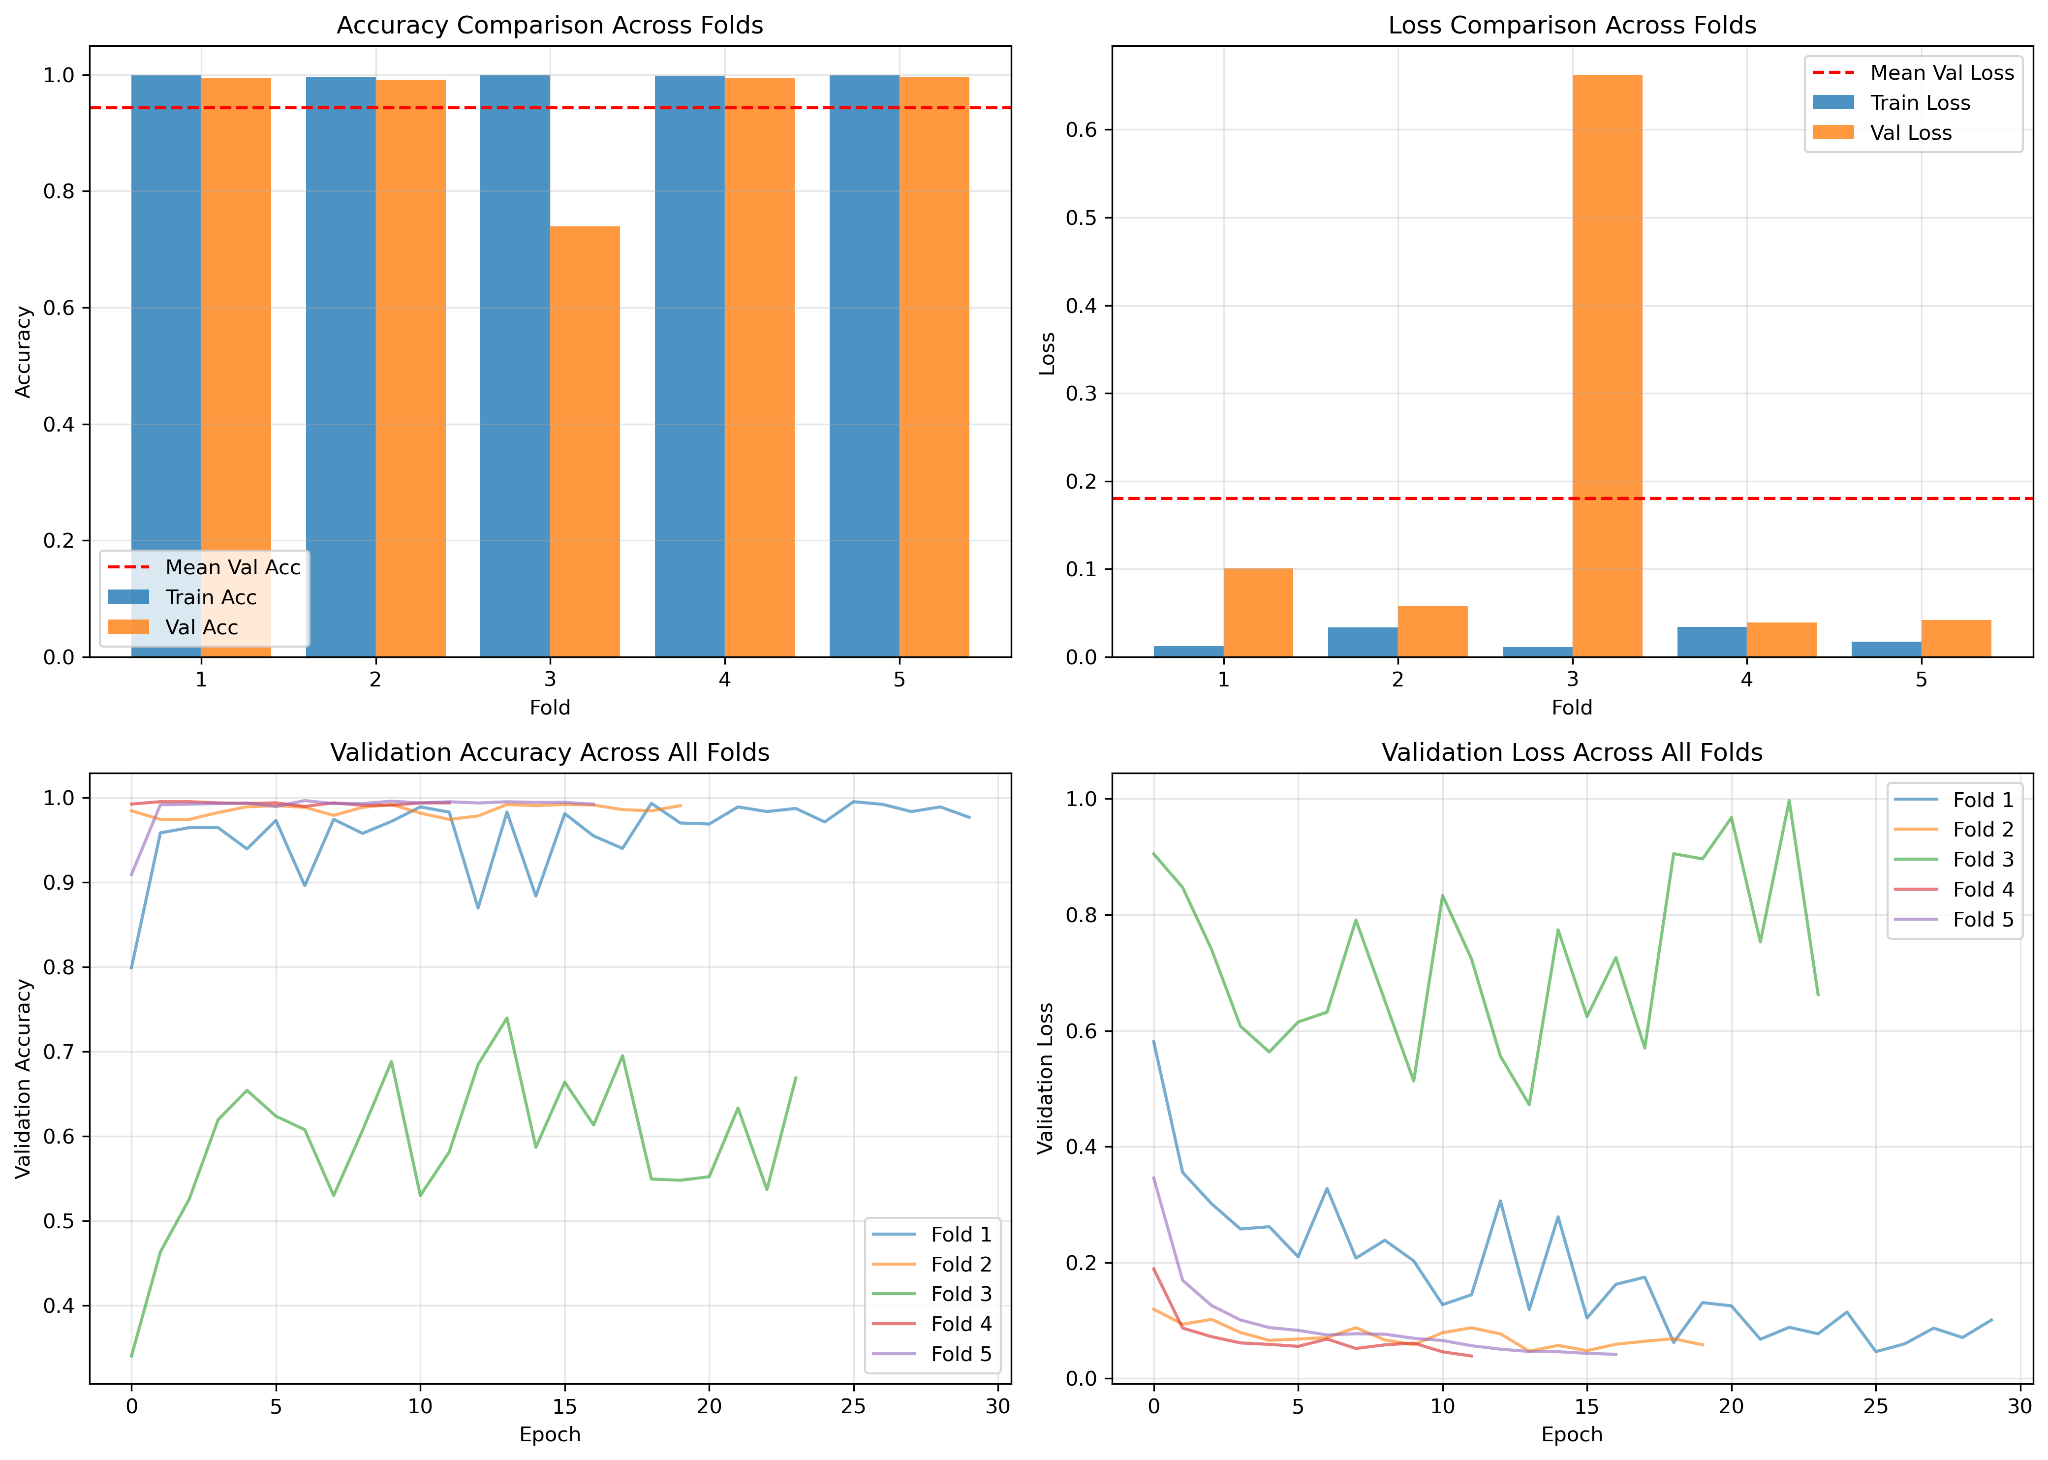 Accuracy Comparison Across Folds
1.0
0.8
0.6
0.4
0.2
0.0
Accuracy
Mean Val Acc
Train Acc
Val Acc
1 2 3 4 5
Fold
Loss Comparison Across Folds
0.6
0.5
0.4
0.3
0.2
0.1
0.0
Loss
Mean Val Loss
Train Loss
Val Loss
1 2 3 4 5
Fold
Validation Accuracy Across All Folds
1.0
0.9
0.8
0.7
0.6
0.5
0.4
Validation Accuracy
Fold 1
Fold 2
Fold 3
Fold 4
Fold 5
0 5 10 15 20 25 30
Epoch
Validation Loss Across All Folds
1.0
0.8
0.6
0.4
0.2
0.0
Validation Loss
Fold 1
Fold 2
Fold 3
Fold 4
Fold 5
0 5 10 15 20 25 30
Epoch